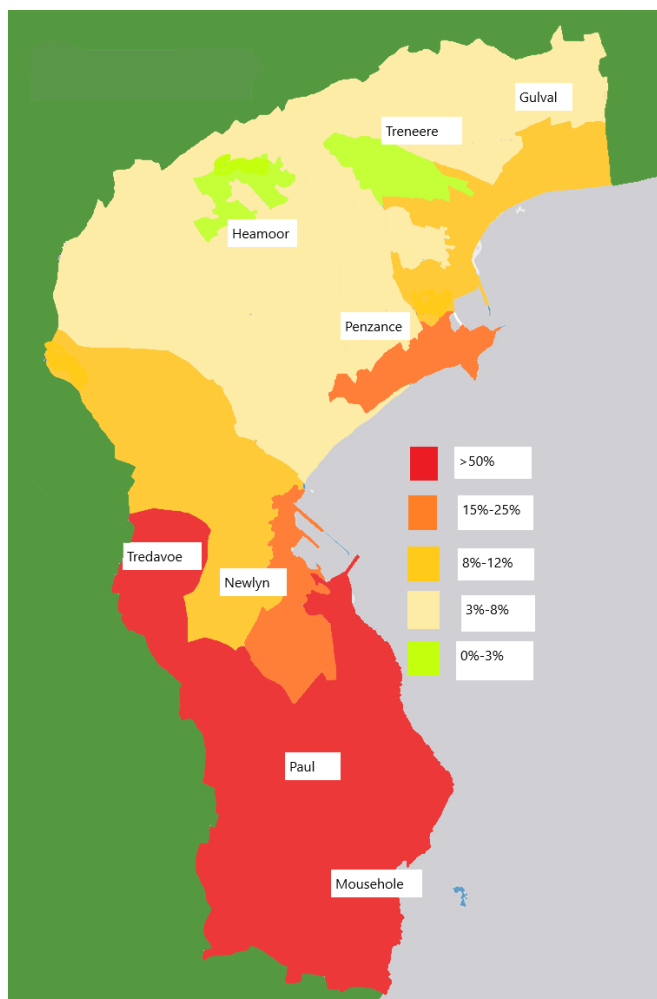 Gulval
Treneere
Heamoor
Penzance
>50%
15%-25%
Tredavoe
8%-12%
Newlyn
3%-8%
0%-3%
Paul
Mousehole